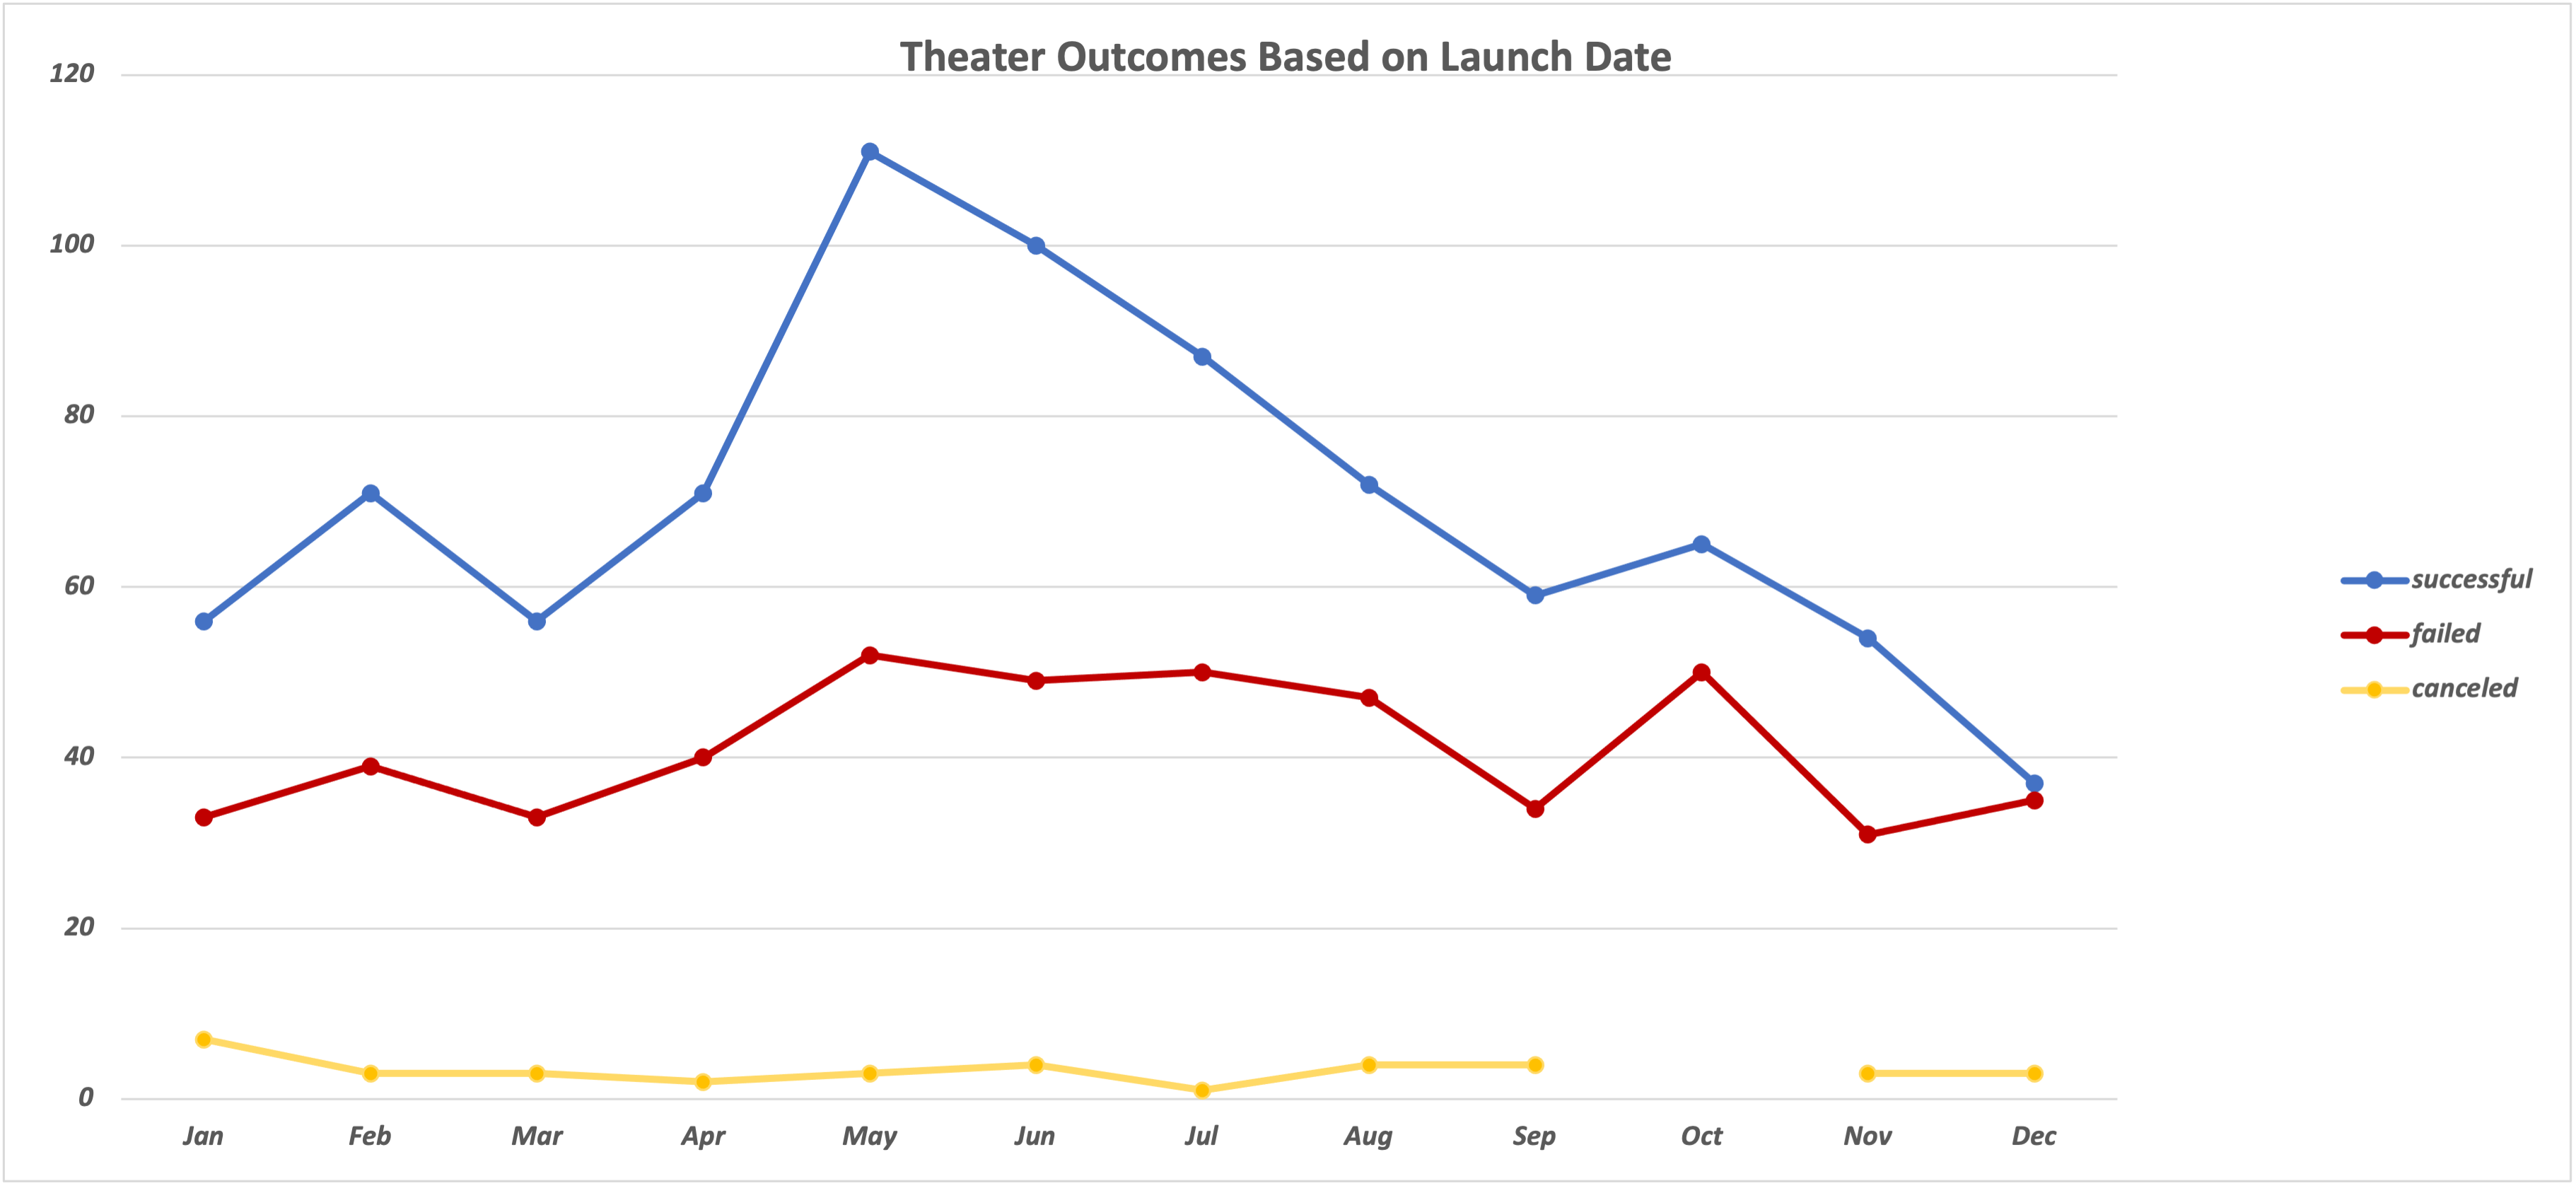 Theater Outcomes Based on Launch Date
120
100
80
60
40
20
0
Jan Feb Mar Apr May Jun Jul Aug Sep Oct Nov Dec
successful
failed
canceled